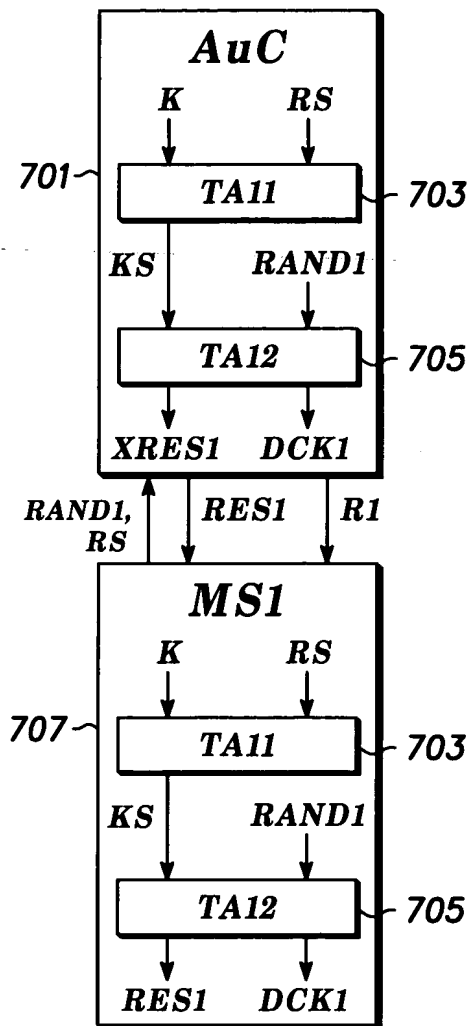 AuC
K RS
701 TA11 703
KS RAND1
TA12 705
XRES1 DCK1
RAND1, RS RES1 R1
MS1
K RS
707 TA11 703
KS RAND1
TA12 705
RES1 DCK1